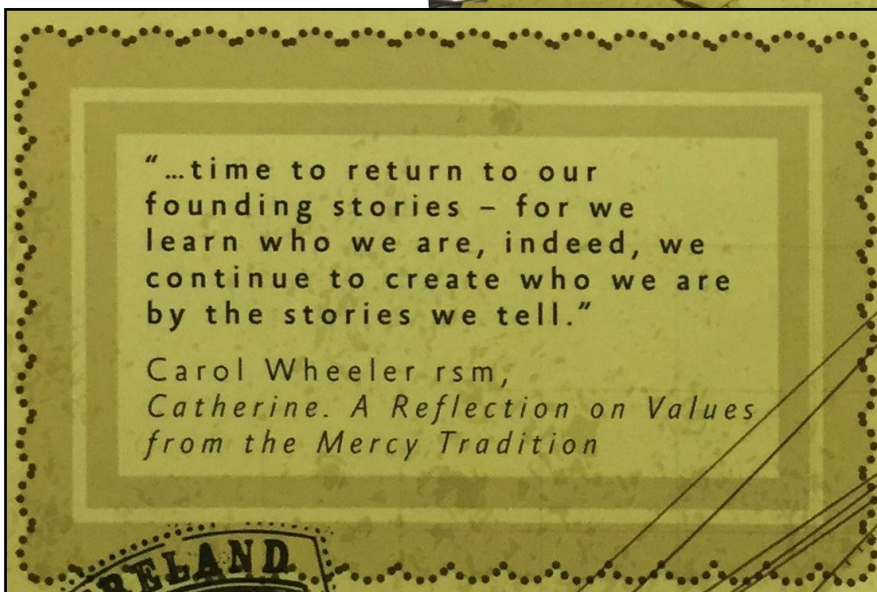 “...time to return to our
founding stories – for we
learn who we are, indeed, we
continue to create who we are
by the stories we tell.”
Carol Wheeler rsm,
Catherine. A Reflection on Values
from the Mercy Tradition
IRELAND